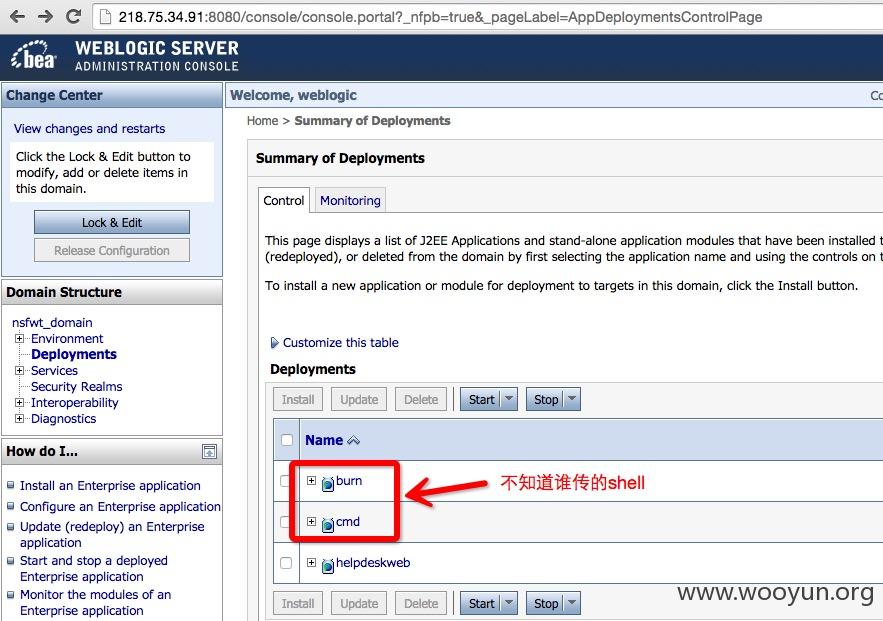 218.75.34.91:8080/console/console.portal?_nfpb=true&_pageLabel=AppDeploymentsControlPage
bea
WEBLOGIC SERVER
ADMINISTRATION CONSOLE
Change Center
View changes and restarts
Click the Lock & Edit button to
modify, add or delete items in
this domain.
Lock & Edit
Release Configuration
Domain Structure
nsfwt_domain
Environment
Deployments
Services
Security Realms
Interoperability
Diagnostics
How do I...
Install an Enterprise application
Configure an Enterprise application
Update (redeploy) an Enterprise
application
Start and stop a deployed
Enterprise application
Monitor the modules of an
Enterprise application
Welcome, weblogic
Home > Summary of Deployments
Summary of Deployments
Control Monitoring
This page displays a list of J2EE Applications and stand-alone application modules that have been installed
(redeployed), or deleted from the domain by first selecting the application name and using the controls on
To install a new application or module for deployment to targets in this domain, click the Install button.
Customize this table
Deployments
Install Update Delete Start Stop
Name
burn
不知道谁传的shell
cmd
helpdeskweb
Install Update Delete Start Stop
www.wooyun.org